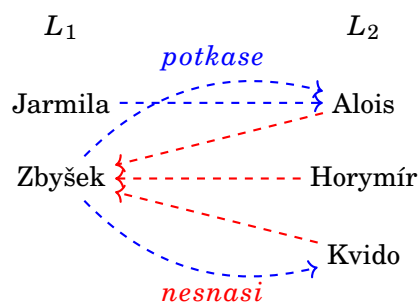 L₁ L₂
potkase
Jarmila Alois
Zbyšek Horymír
Kvido
nesnasi